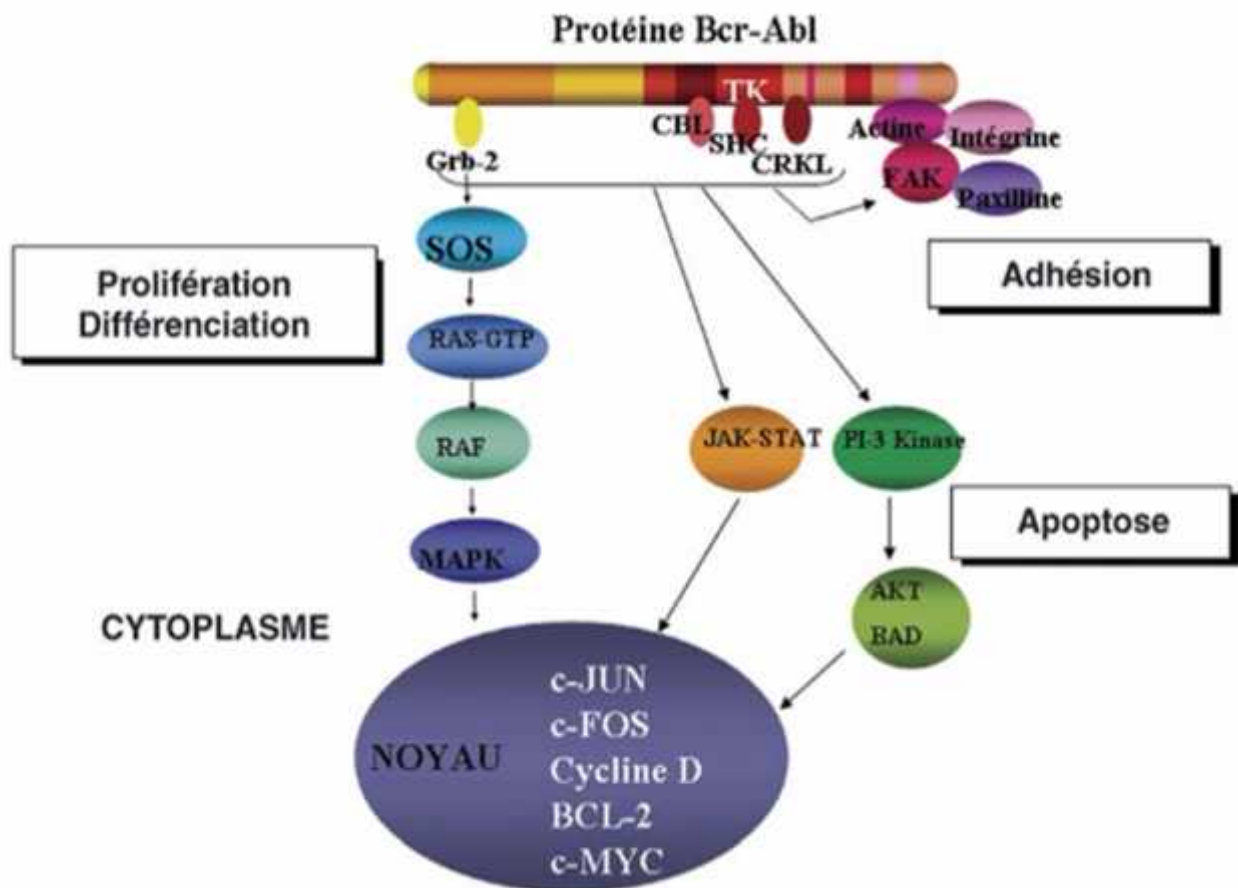 Protéine Bcr-Abl
TK
CBL
SHC
CRKL
Grb-2
Actine
Intégrine
FAK
Paxilline
SOS
Prolifération
Différenciation
Adhésion
RAS-GTP
RAF
JAK-STAT
PI-3 Kinase
Apoptose
MAPK
AKT
BAD
CYTOPLASME
NOYAU
c-JUN
c-FOS
Cycline D
BCL-2
c-MYC